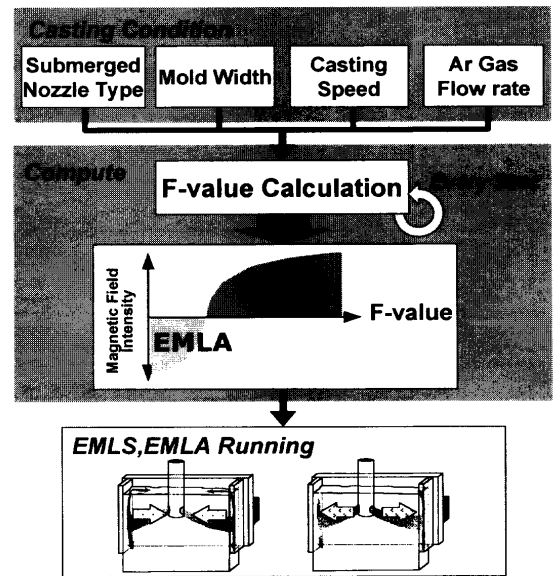 Casting Condition
Submerged
Nozzle Type
Mold Width
Casting
Speed
Ar Gas
Flow rate
Compute
F-value Calculation
Magnetic Field
Intensity
F-value
EMLA
EMLS,EMLA Running